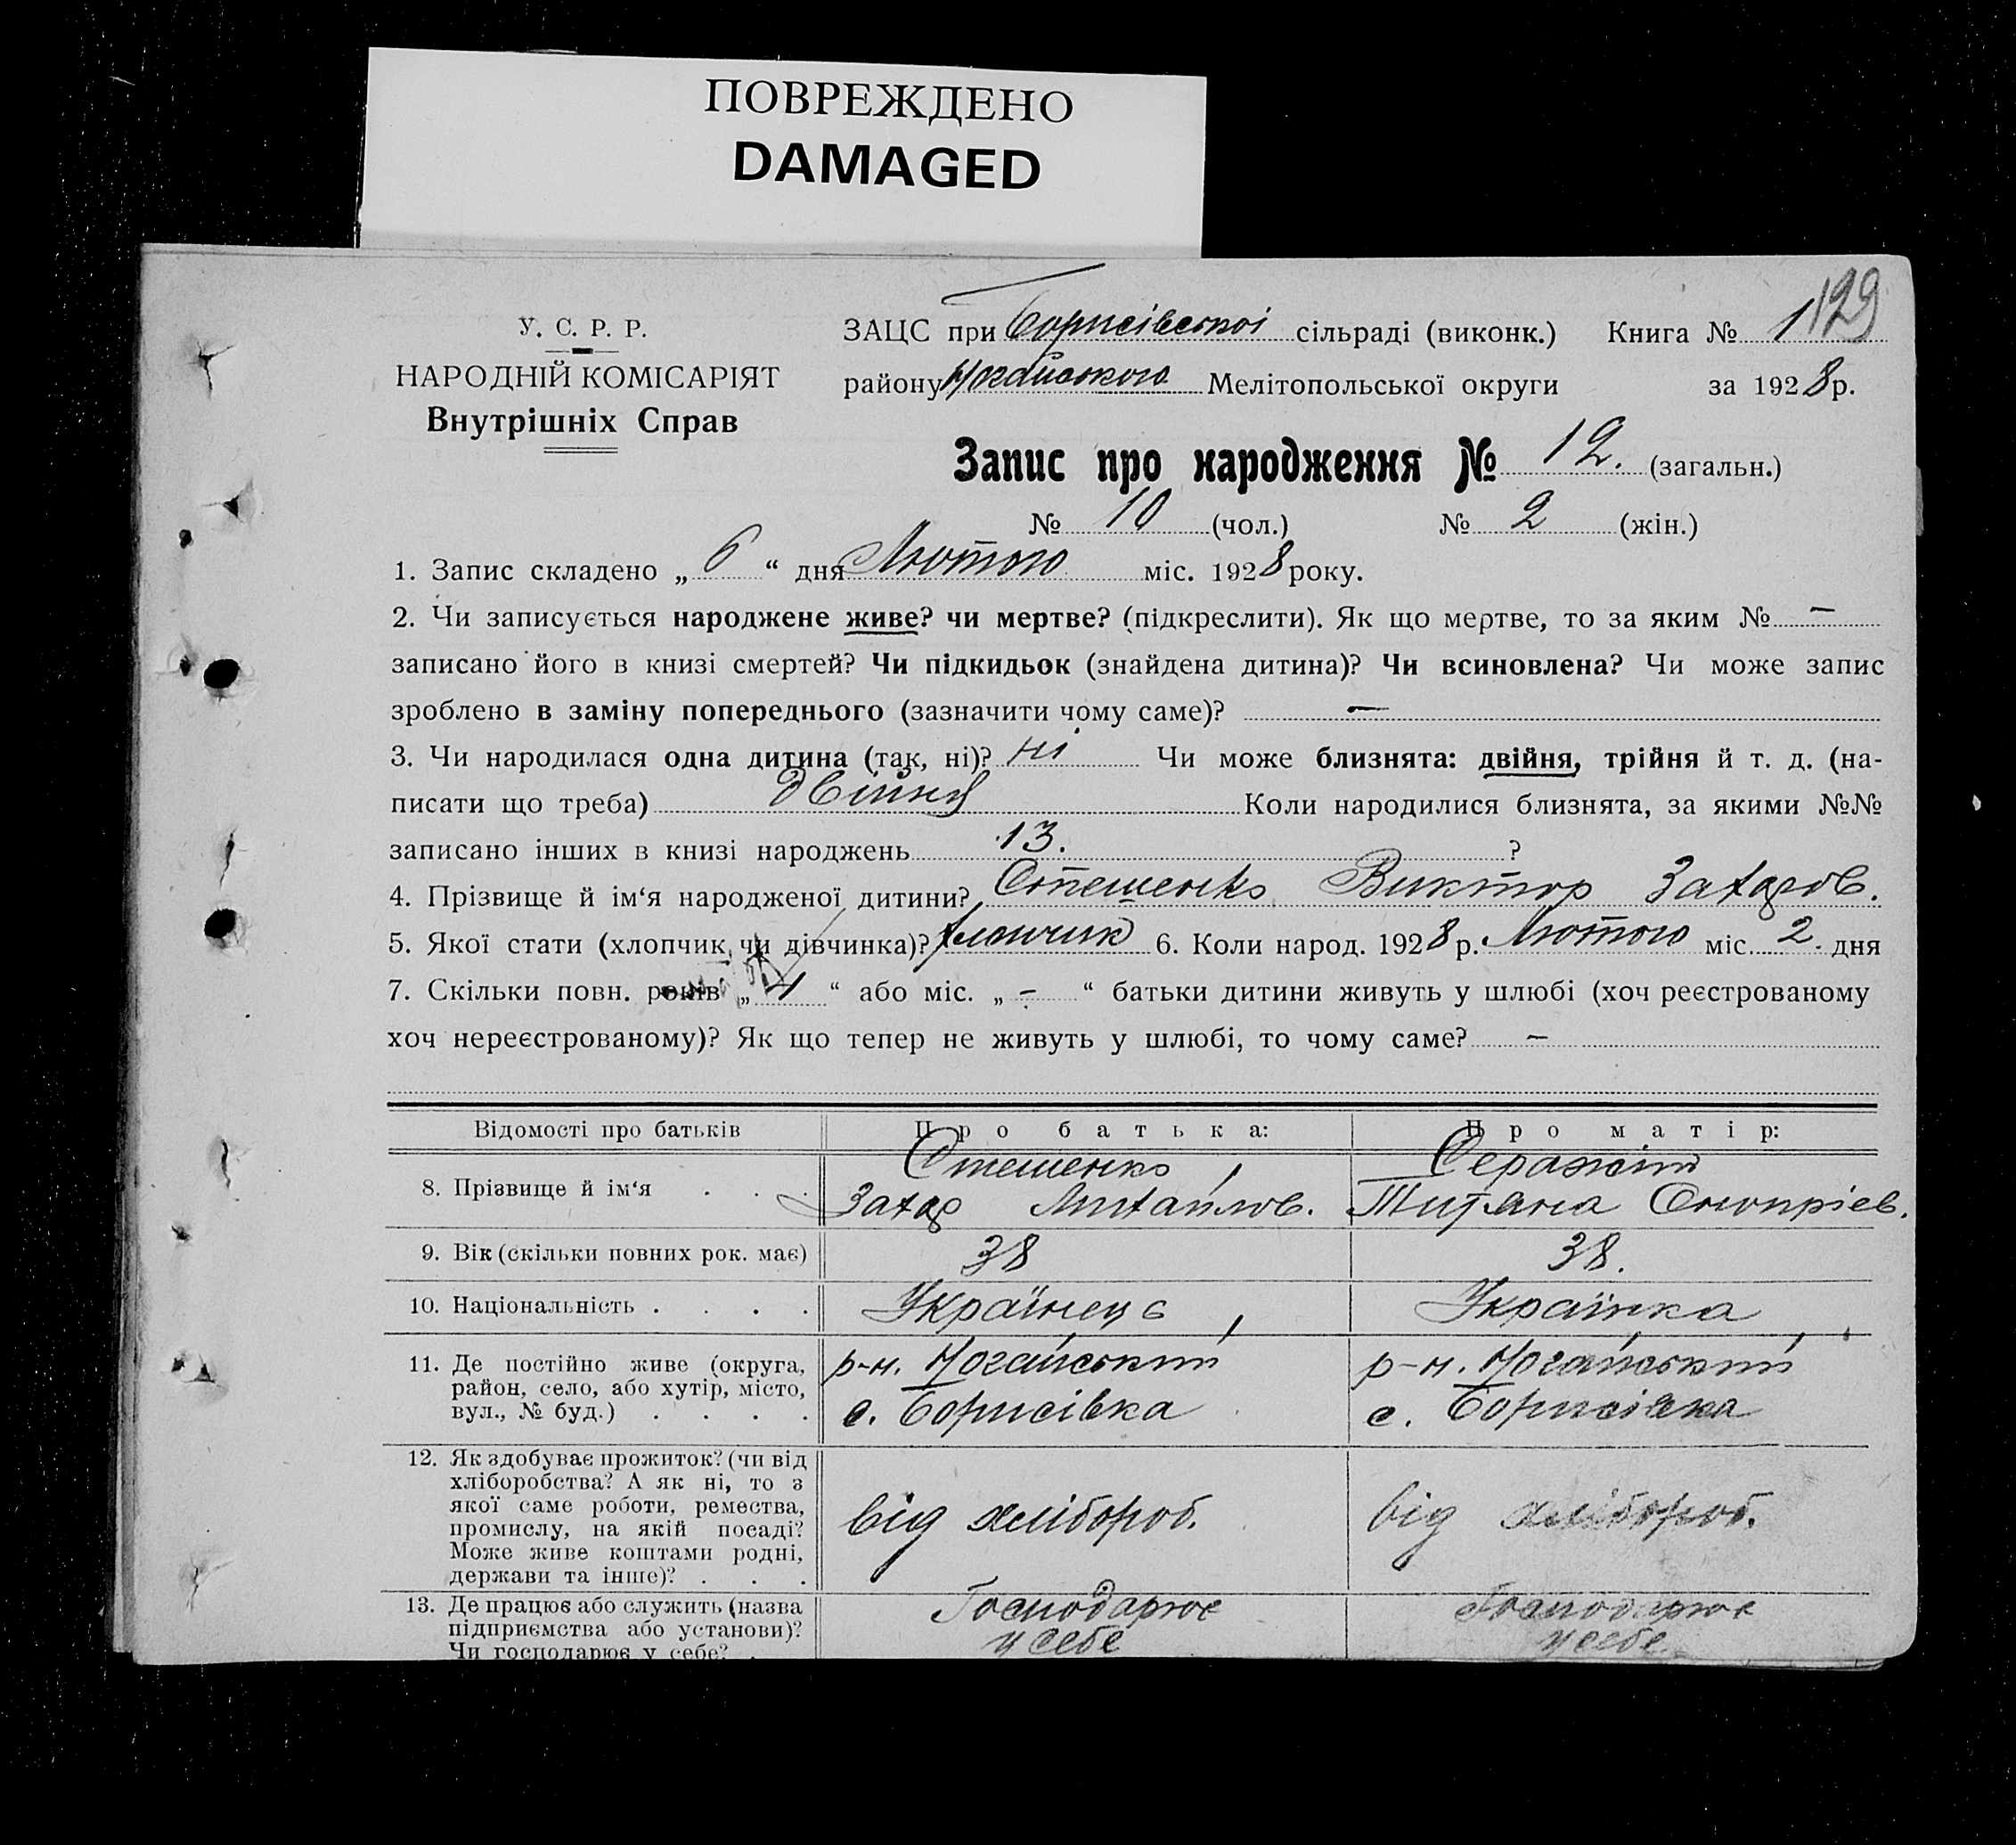 ПОВРЕЖДЕНО
DAMAGED
129
У. С. Р. Р.
НАРОДНІЙ КОМІСАРІЯТ
Внутрішніх Справ
ЗАЦС при Борисівськоі сільраді (виконк.) Книга № 1
району Ногайського Мелітопольської округи за 1928 р.
Запис про народження № 12. (загальн.)
№ 10 (чол.) № 2 (жін.)
1. Запис складено „ 6 “ дня Лютого міс. 1928 року.
2. Чи записується народжене живе? чи мертве? (підкреслити). Як що мертве, то за яким № —
записано його в книзі смертей? Чи підкидьок (знайдена дитина)? Чи всиновлена? Чи може запис
зроблено в заміну попереднього (зазначити чому саме)? —
3. Чи народилася одна дитина (так, ні)? ні Чи може близнята: двійня, трійня й т. д. (на-
писати що треба) двійня Коли народилися близнята, за якими №№
записано інших в книзі народжень 13. ?
4. Прізвище й ім‘я народженої дитини? Стешенко Виктор Захаров.
5. Якої стати (хлопчик чи дівчинка)? Хлопчик 6. Коли народ. 1928 р. Лютого міс. 2. дня
7. Скільки повн. років „ “ або міс. „ - “ батьки дитини живуть у шлюбі (хоч реєстрованому
хоч нереєстрованому)? Як що тепер не живуть у шлюбі, то чому саме? —
Відомості про батьків Про батька: Про матір:
8. Прізвище й ім‘я . . . Стешенко, Захар Михайлов. Титяна Оноприів.
9. Вік (скільки повних рок. має) 38 38.
10. Національність . . . . Українець, Українка
11. Де постійно живе (округа, р-н. Ногайський р-н. Ногайський
район, село, або хутір, місто, с. Борисівка с. Борисівка
вул., № буд.) . . . .
12. Як здобуває прожиток? (чи від
хліборобства? А як ні, то з
якої саме роботи, ремества, від хлібороб. від хлібороб.
промислу, на якій посаді?
Може живе коштами родні,
держави та інше)? . . .
13. Де працює або служить (назва Господарює Господарює
підприємства або установи)? у себе у себе
Чи господарює у себе? .